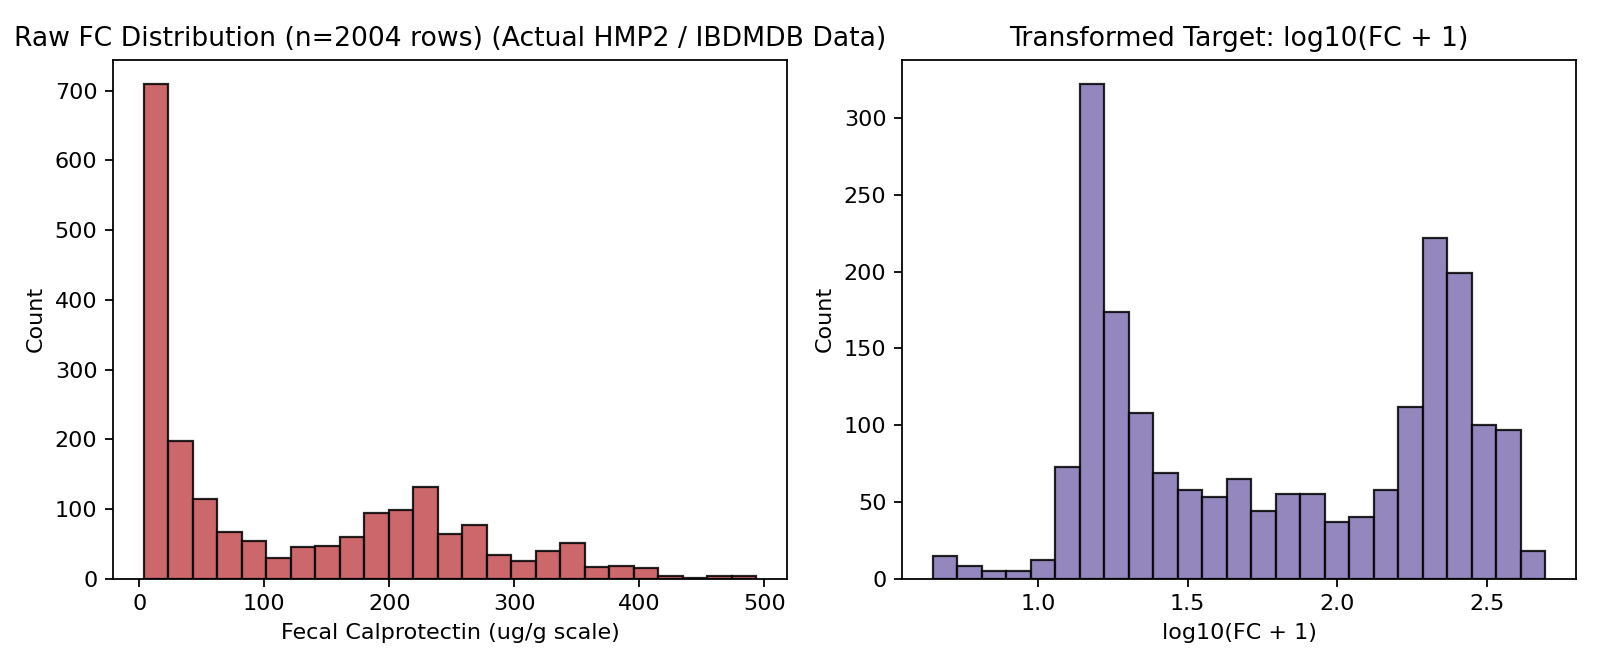 Raw FC Distribution (n=2004 rows) (Actual HMP2 / IBDMDB Data)
700
600
500
400
300
200
100
0
Count
0 100 200 300 400 500
Fecal Calprotectin (ug/g scale)
Transformed Target: log10(FC + 1)
300
250
200
150
100
50
0
Count
1.0 1.5 2.0 2.5
log10(FC + 1)